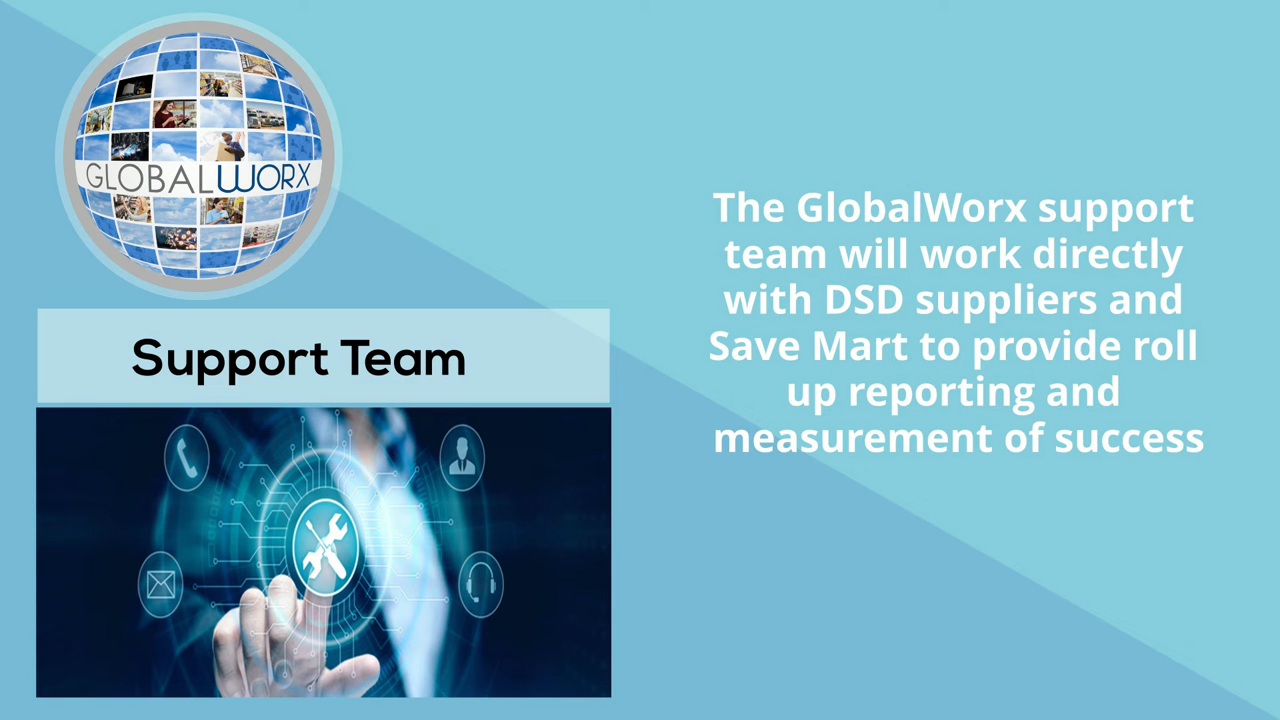 GLOBALWORX
Support Team
The GlobalWorx support
team will work directly
with DSD suppliers and
Save Mart to provide roll
up reporting and
measurement of success